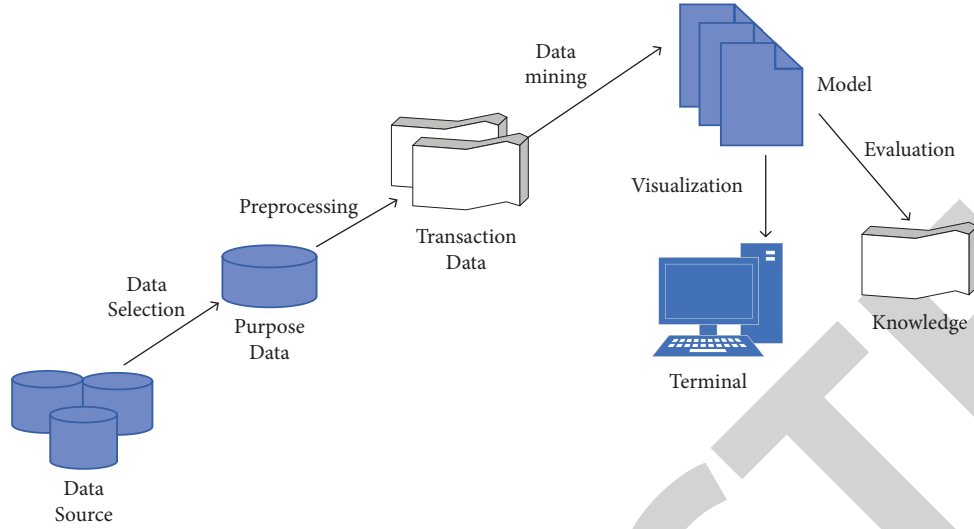 Data
mining
Model
Evaluation
Visualization
Preprocessing
Transaction
Data
Data
Selection
Purpose
Data
Knowledge
Terminal
Data
Source